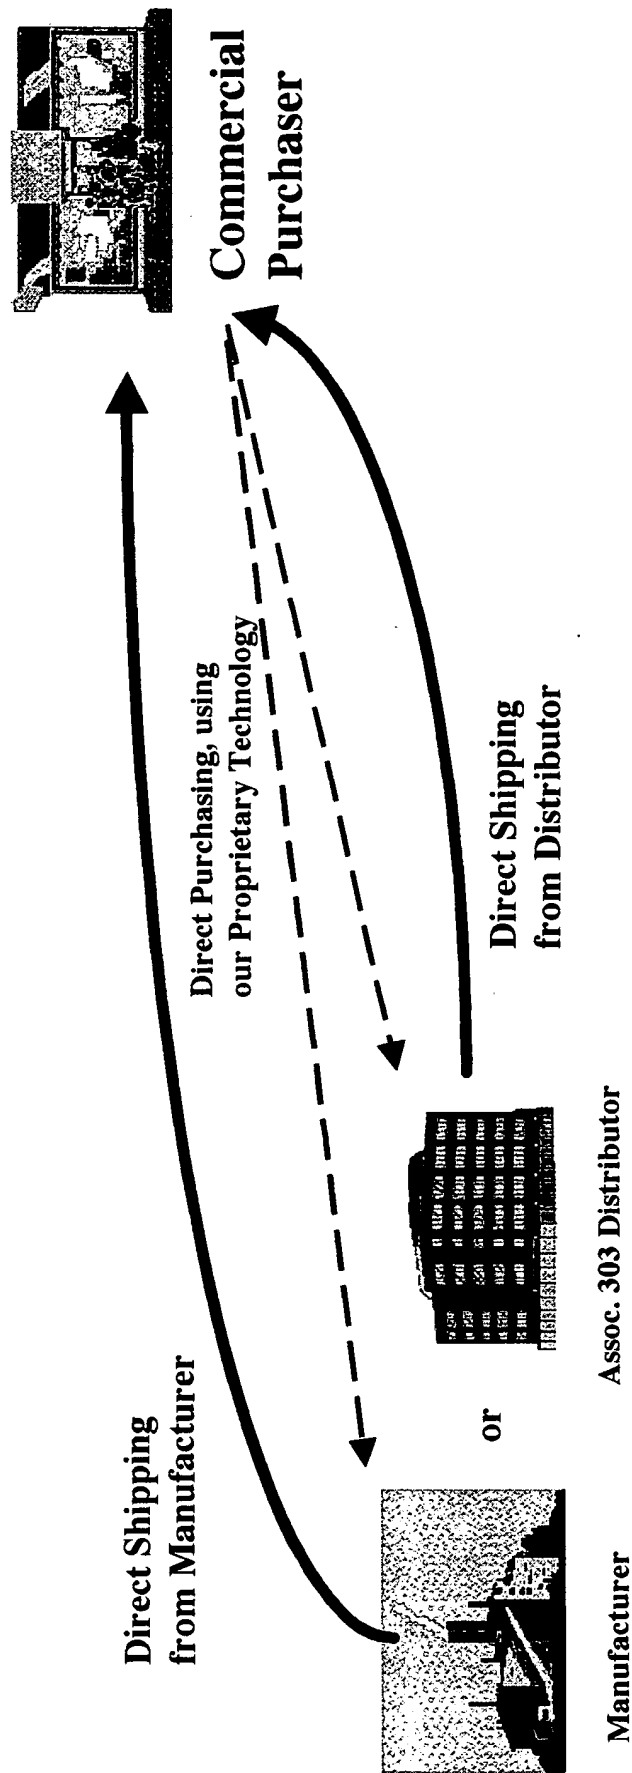 Direct Shipping
from Manufacturer
Direct Purchasing, using
our Proprietary Technology
Commercial
Purchaser
Direct Shipping
from Distributor
or
Manufacturer
Assoc. 303 Distributor